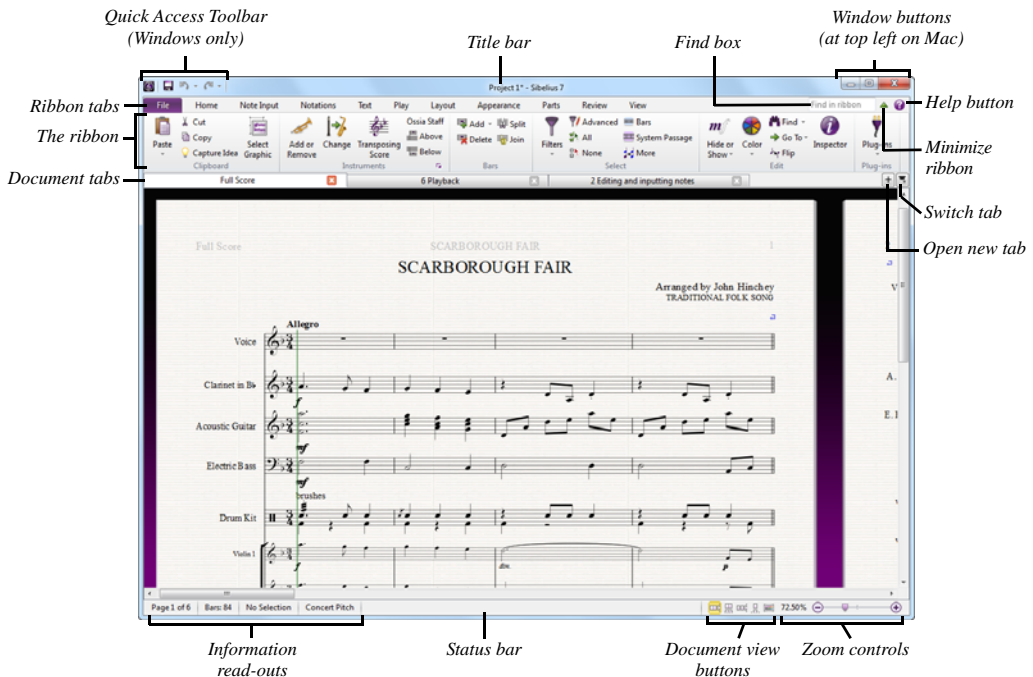 Quick Access Toolbar
(Windows only)
Title bar
Find box
Window buttons
(at top left on Mac)
Project 1* - Sibelius 7
Ribbon tabs
File Home Note Input Notations Text Play Layout Appearance Parts Review View
Find in ribbon
Help button
The ribbon
Paste
Cut
Copy
Capture Idea
Select
Graphic
Clipboard
Add or
Remove
Change
Transposing
Score
Ossia Staff
Above
Below
Instruments
Add
Split
Delete
Join
Bars
Filters
Advanced
All
None
Bars
System Passage
More
Select
Hide or
Show
Color
Find
Go To
Flip
Inspector
Edit
Plug-ins
Plug-ins
Minimize
ribbon
Document tabs
Full Score
6 Playback
2 Editing and inputting notes
Switch tab
Open new tab
Full Score SCARBOROUGH FAIR 1
SCARBOROUGH FAIR
Arranged by John Hinchey
TRADITIONAL FOLK SONG
Allegro
Voice
Clarinet in B♭
f
A.
Acoustic Guitar
mf
Electric Bass
mf
brushes
Drum Kit
Violin 1
f
div.
p
Page 1 of 6 Bars: 84 No Selection Concert Pitch
72.50%
Information
read-outs
Status bar
Document view
buttons
Zoom controls